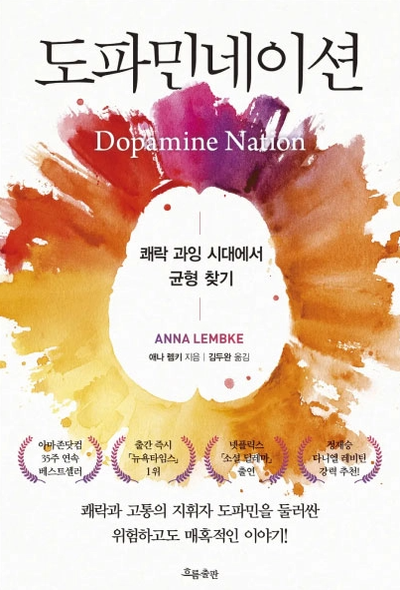 도파민네이션
Dopamine Nation
쾌락 과잉 시대에서
균형 찾기
ANNA LEMBKE
애나 렘키 지음 | 김두완 옮김
아마존닷컴
35주 연속
베스트셀러
출간 즉시
「뉴욕타임스」
1위
넷플릭스
「소셜 딜레마」
출연
정재승
다니엘 레비틴
강력 추천!
쾌락과 고통의 지휘자 도파민을 둘러싼
위험하고도 매혹적인 이야기!
흐름출판